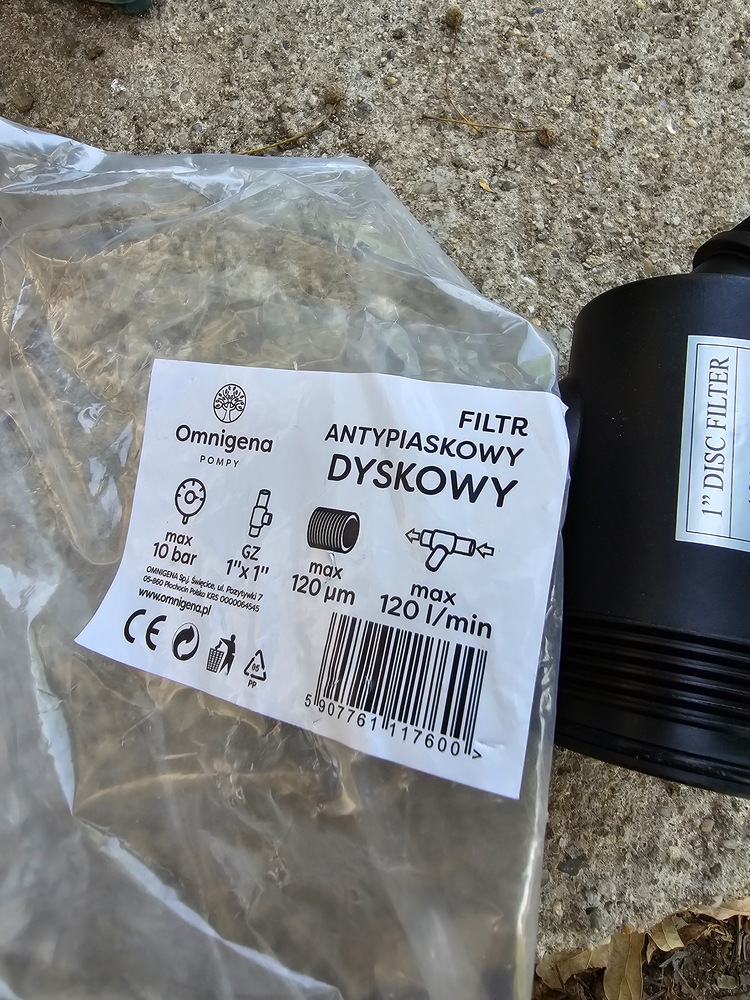 Omnigena
POMPY
FILTR
ANTYPIASKOWY
DYSKOWY
max
10 bar
GZ
1"x 1"
max
120 µm
max
120 l/min
OMNIGENA Sp.j. Święcice, ul. Pozytywki 7
05-860 Płochocin Polska KRS 0000064545
www.omnigena.pl
CE
05
PP
5 907761 117600 >
1" DISC FILTER